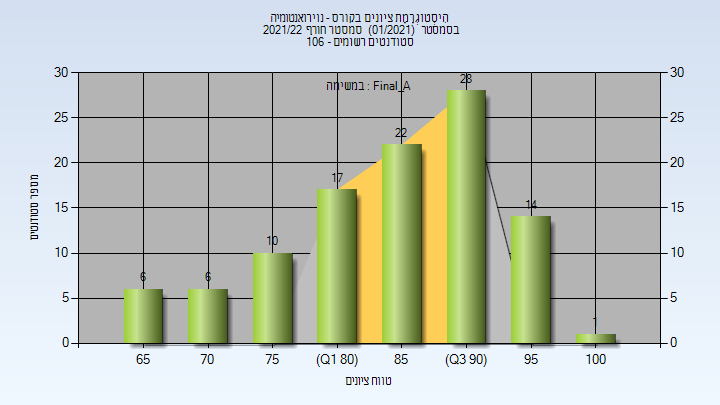 הִיסְטוֹגְרָמַת ציונים בקורס - נוירואנטומיה
בסמסטר (01/2021) סמסטר חורף 2021/22
סטודנטים רשומים - 106
במשימה : Final_A
מספר סטודנטים
30 30
25 25
20 20
15 15
10 10
5 5
0 0
6 6 10 17 22 28 14 1
65 70 75 (Q1 80) 85 (Q3 90) 95 100
טווח ציונים